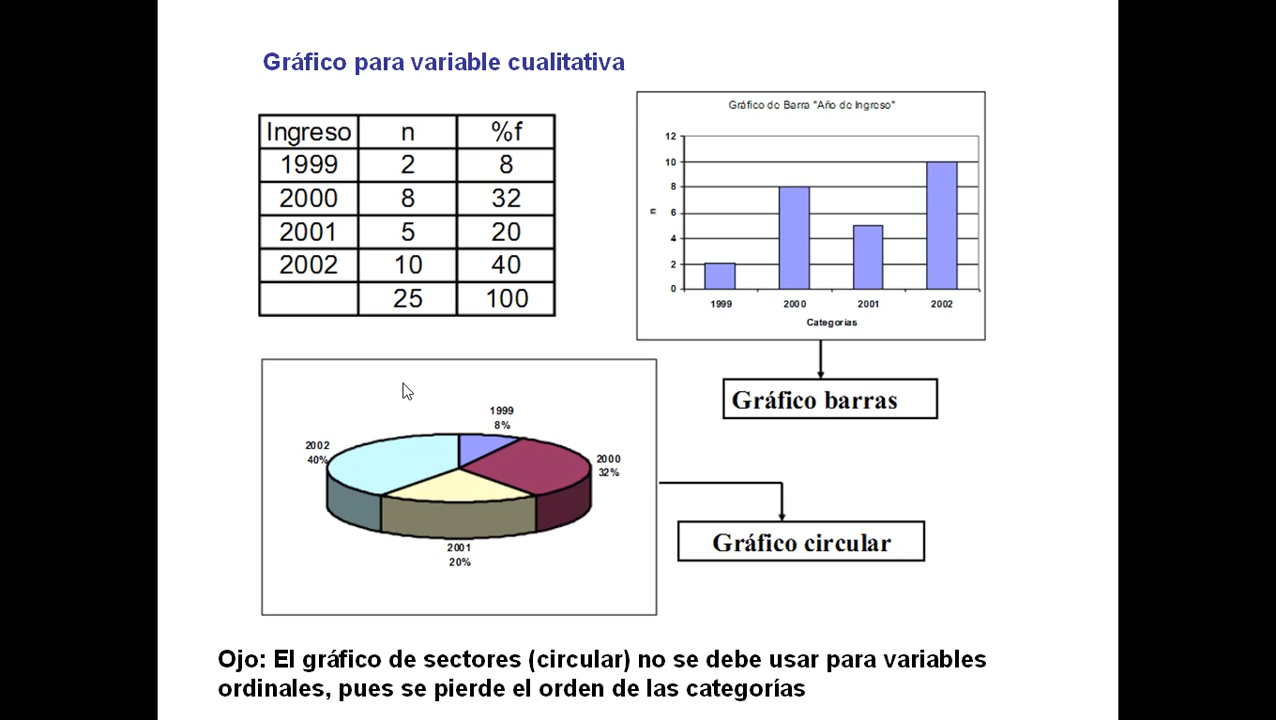 Gráfico para variable cualitativa
Ingreso n %f
1999 2 8
2000 8 32
2001 5 20
2002 10 40
25 100
Gráfico de Barra "Año de Ingreso"
12
10
8
6
4
2
0
n
1999 2000 2001 2002
Categorías
Gráfico barras
1999
8%
2002
40%
2000
32%
2001
20%
Gráfico circular
Ojo: El gráfico de sectores (circular) no se debe usar para variables
ordinales, pues se pierde el orden de las categorías